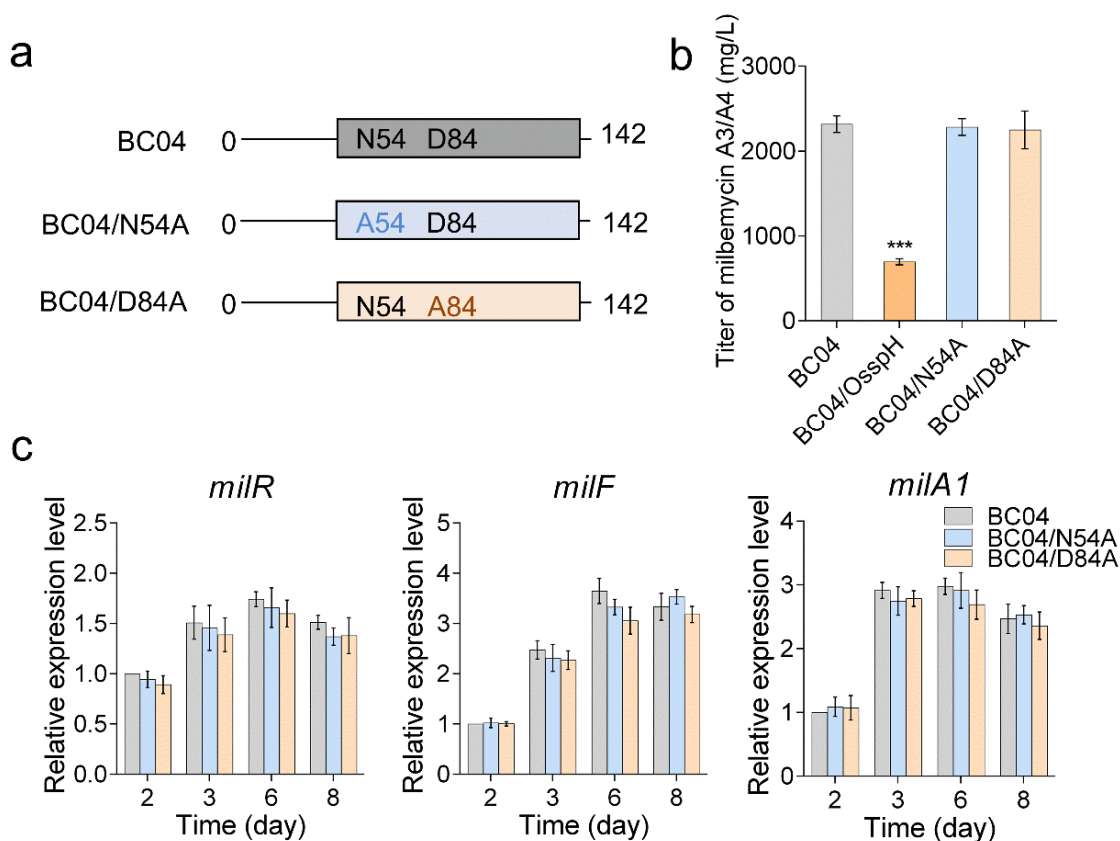 a
BC04 0 N54 D84 142
BC04/N54A 0 A54 D84 142
BC04/D84A 0 N54 A84 142
b
Titer of milbemycin A3/A4 (mg/L)
3000
2000
1000
0
***
BC04
BC04/OsspH
BC04/N54A
BC04/D84A
c
milR
Relative expression level
2.5
2.0
1.5
1.0
0.5
0.0
2 3 6 8
Time (day)
milF
Relative expression level
5
4
3
2
1
0
2 3 6 8
Time (day)
milA1
Relative expression level
4
3
2
1
0
2 3 6 8
Time (day)
BC04
BC04/N54A
BC04/D84A